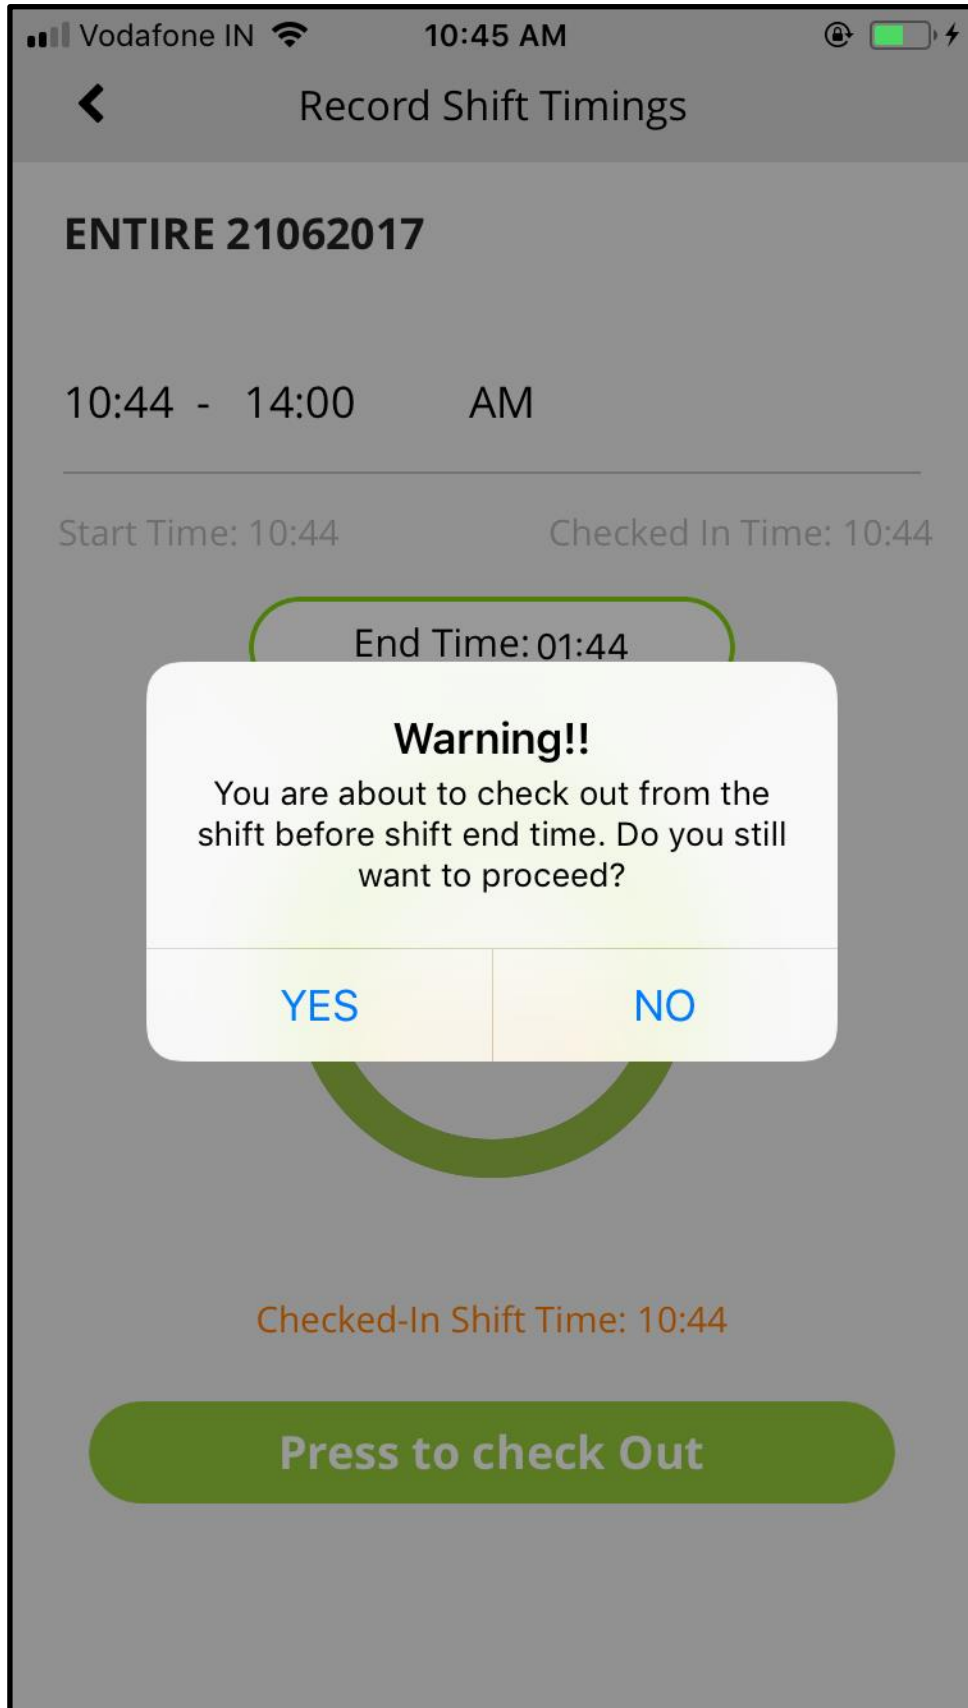 Vodafone IN 10:45 AM
Record Shift Timings
ENTIRE 21062017
10:44 - 14:00 AM
Start Time: 10:44 Checked In Time: 10:44
End Time: 01:44
Warning!!
You are about to check out from the
shift before shift end time. Do you still
want to proceed?
YES NO
Checked-In Shift Time: 10:44
Press to check Out